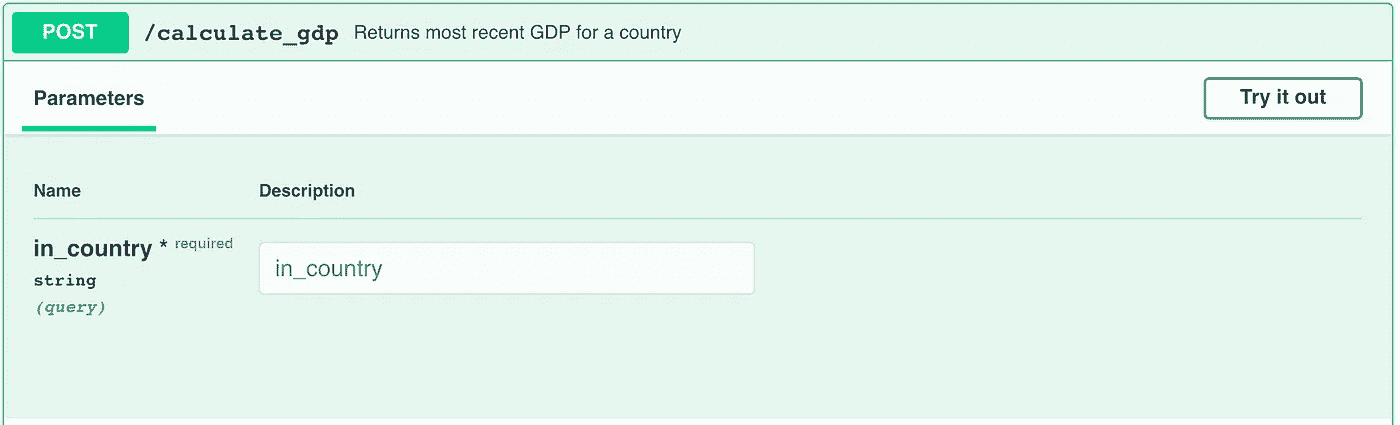 POST /calculate_gdp Returns most recent GDP for a country
Parameters Try it out
Name Description
in_country * required in_country
string
(query)